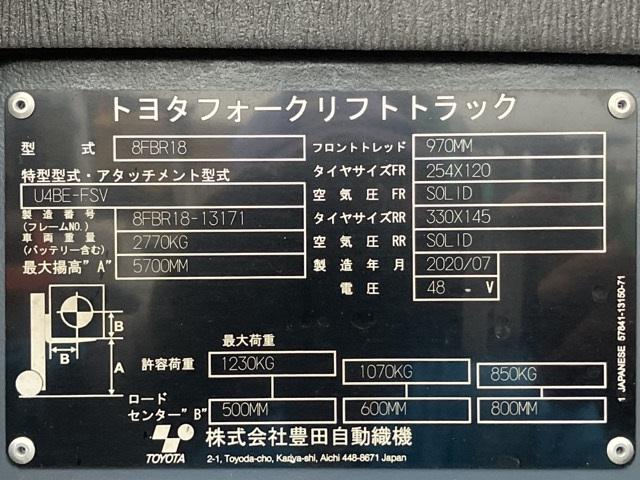 トヨタフォークリフトトラック
型 式 8FBR18 フロントトレッド 970MM
特型型式・アタッチメント型式 タイヤサイズFR 254X120
U4BE-FSV 空気圧 FR SOLID
製造番号(フレームNO.) 8FBR18-13171 タイヤサイズRR 330X145
車両重量(バッテリー含む) 2770KG 空気圧 RR SOLID
最大揚高"A" 5700MM 製造年月 2020/07
電圧 48 - V
B
B
A
最大荷重
許容荷重 1230KG 1070KG 850KG
ロードセンター"B" 500MM 600MM 800MM
TOYOTA 株式会社豊田自動織機
2-1, Toyoda-cho, Kariya-shi, Aichi 448-8671 Japan
1 JAPANESE 57841-13150-71